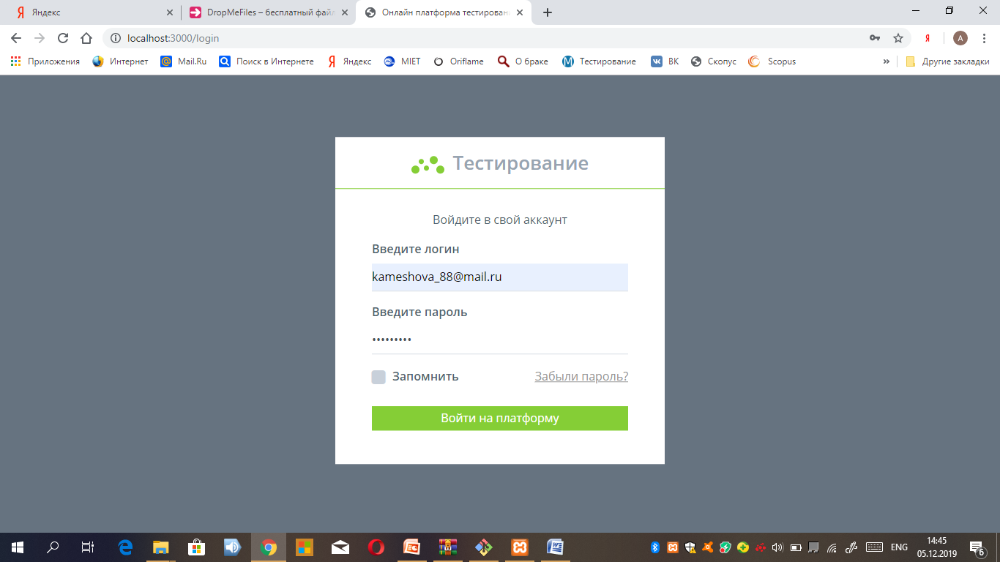 Яндекс
DropMeFiles – бесплатный файл
Онлайн платформа тестирован
localhost:3000/login
А
Приложения Интернет Mail.Ru Поиск в Интернете Яндекс MIET Oriflame О браке Тестирование ВК Скопус Scopus » Другие закладки
Тестирование
Войдите в свой аккаунт
Введите логин
kameshova_88@mail.ru
Введите пароль
•••••••••
Запомнить Забыли пароль?
Войти на платформу
ENG
14:45
05.12.2019
6